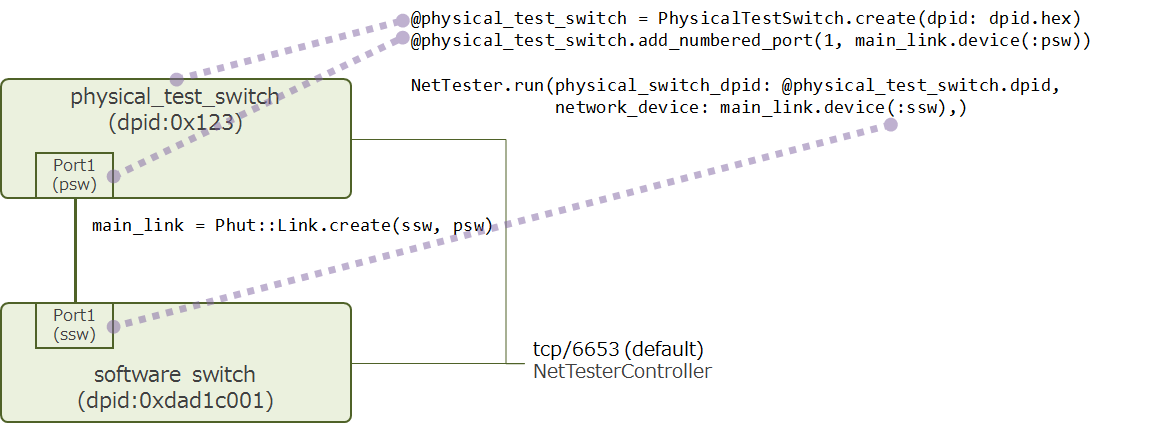 @physical_test_switch = PhysicalTestSwitch.create(dpid: dpid.hex)
@physical_test_switch.add_numbered_port(1, main_link.device(:psw))
NetTester.run(physical_switch_dpid: @physical_test_switch.dpid,
network_device: main_link.device(:ssw),)
physical_test_switch
(dpid:0x123)
Port1
(psw)
main_link = Phut::Link.create(ssw, psw)
Port1
(ssw)
software switch
(dpid:0xdad1c001)
tcp/6653 (default)
NetTesterController